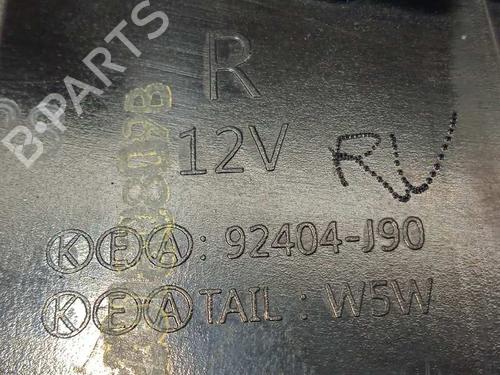 B-PARTS
R
12V
RV
KEA: 92404-J90
KEA TAIL: W5W